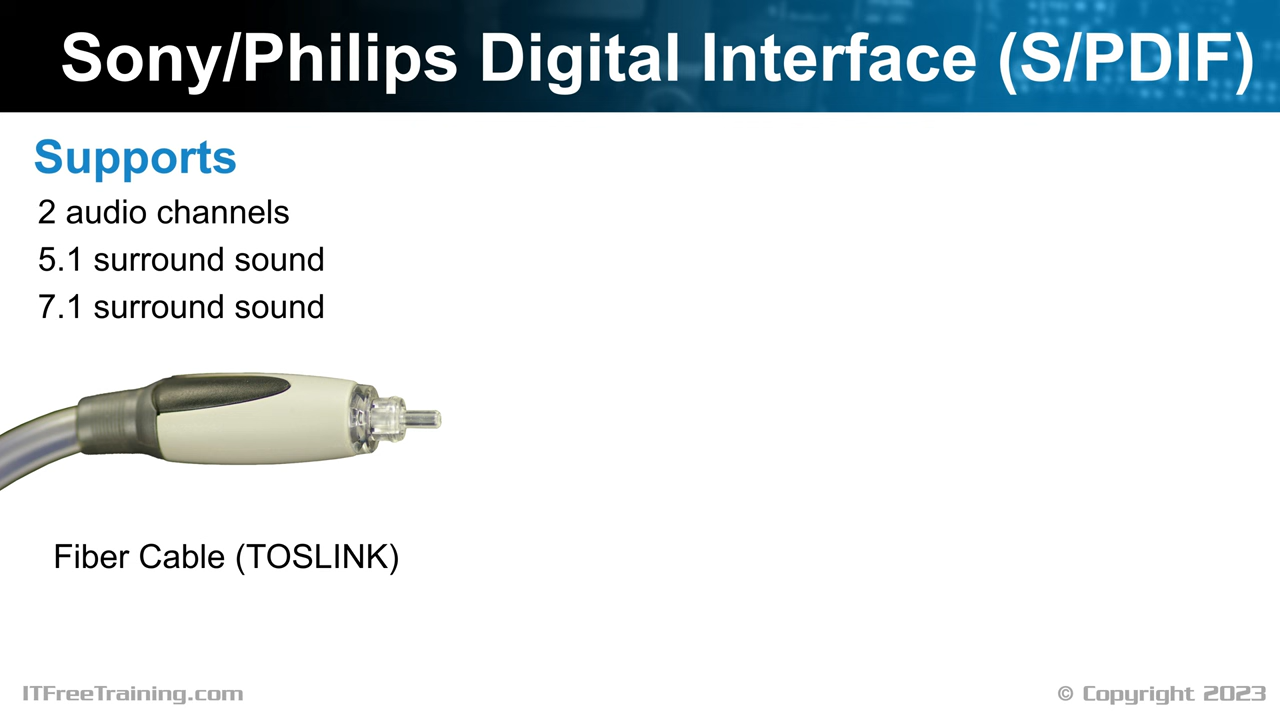 Sony/Philips Digital Interface (S/PDIF)
Supports
2 audio channels
5.1 surround sound
7.1 surround sound
Fiber Cable (TOSLINK)
ITFreeTraining.com
© Copyright 2023